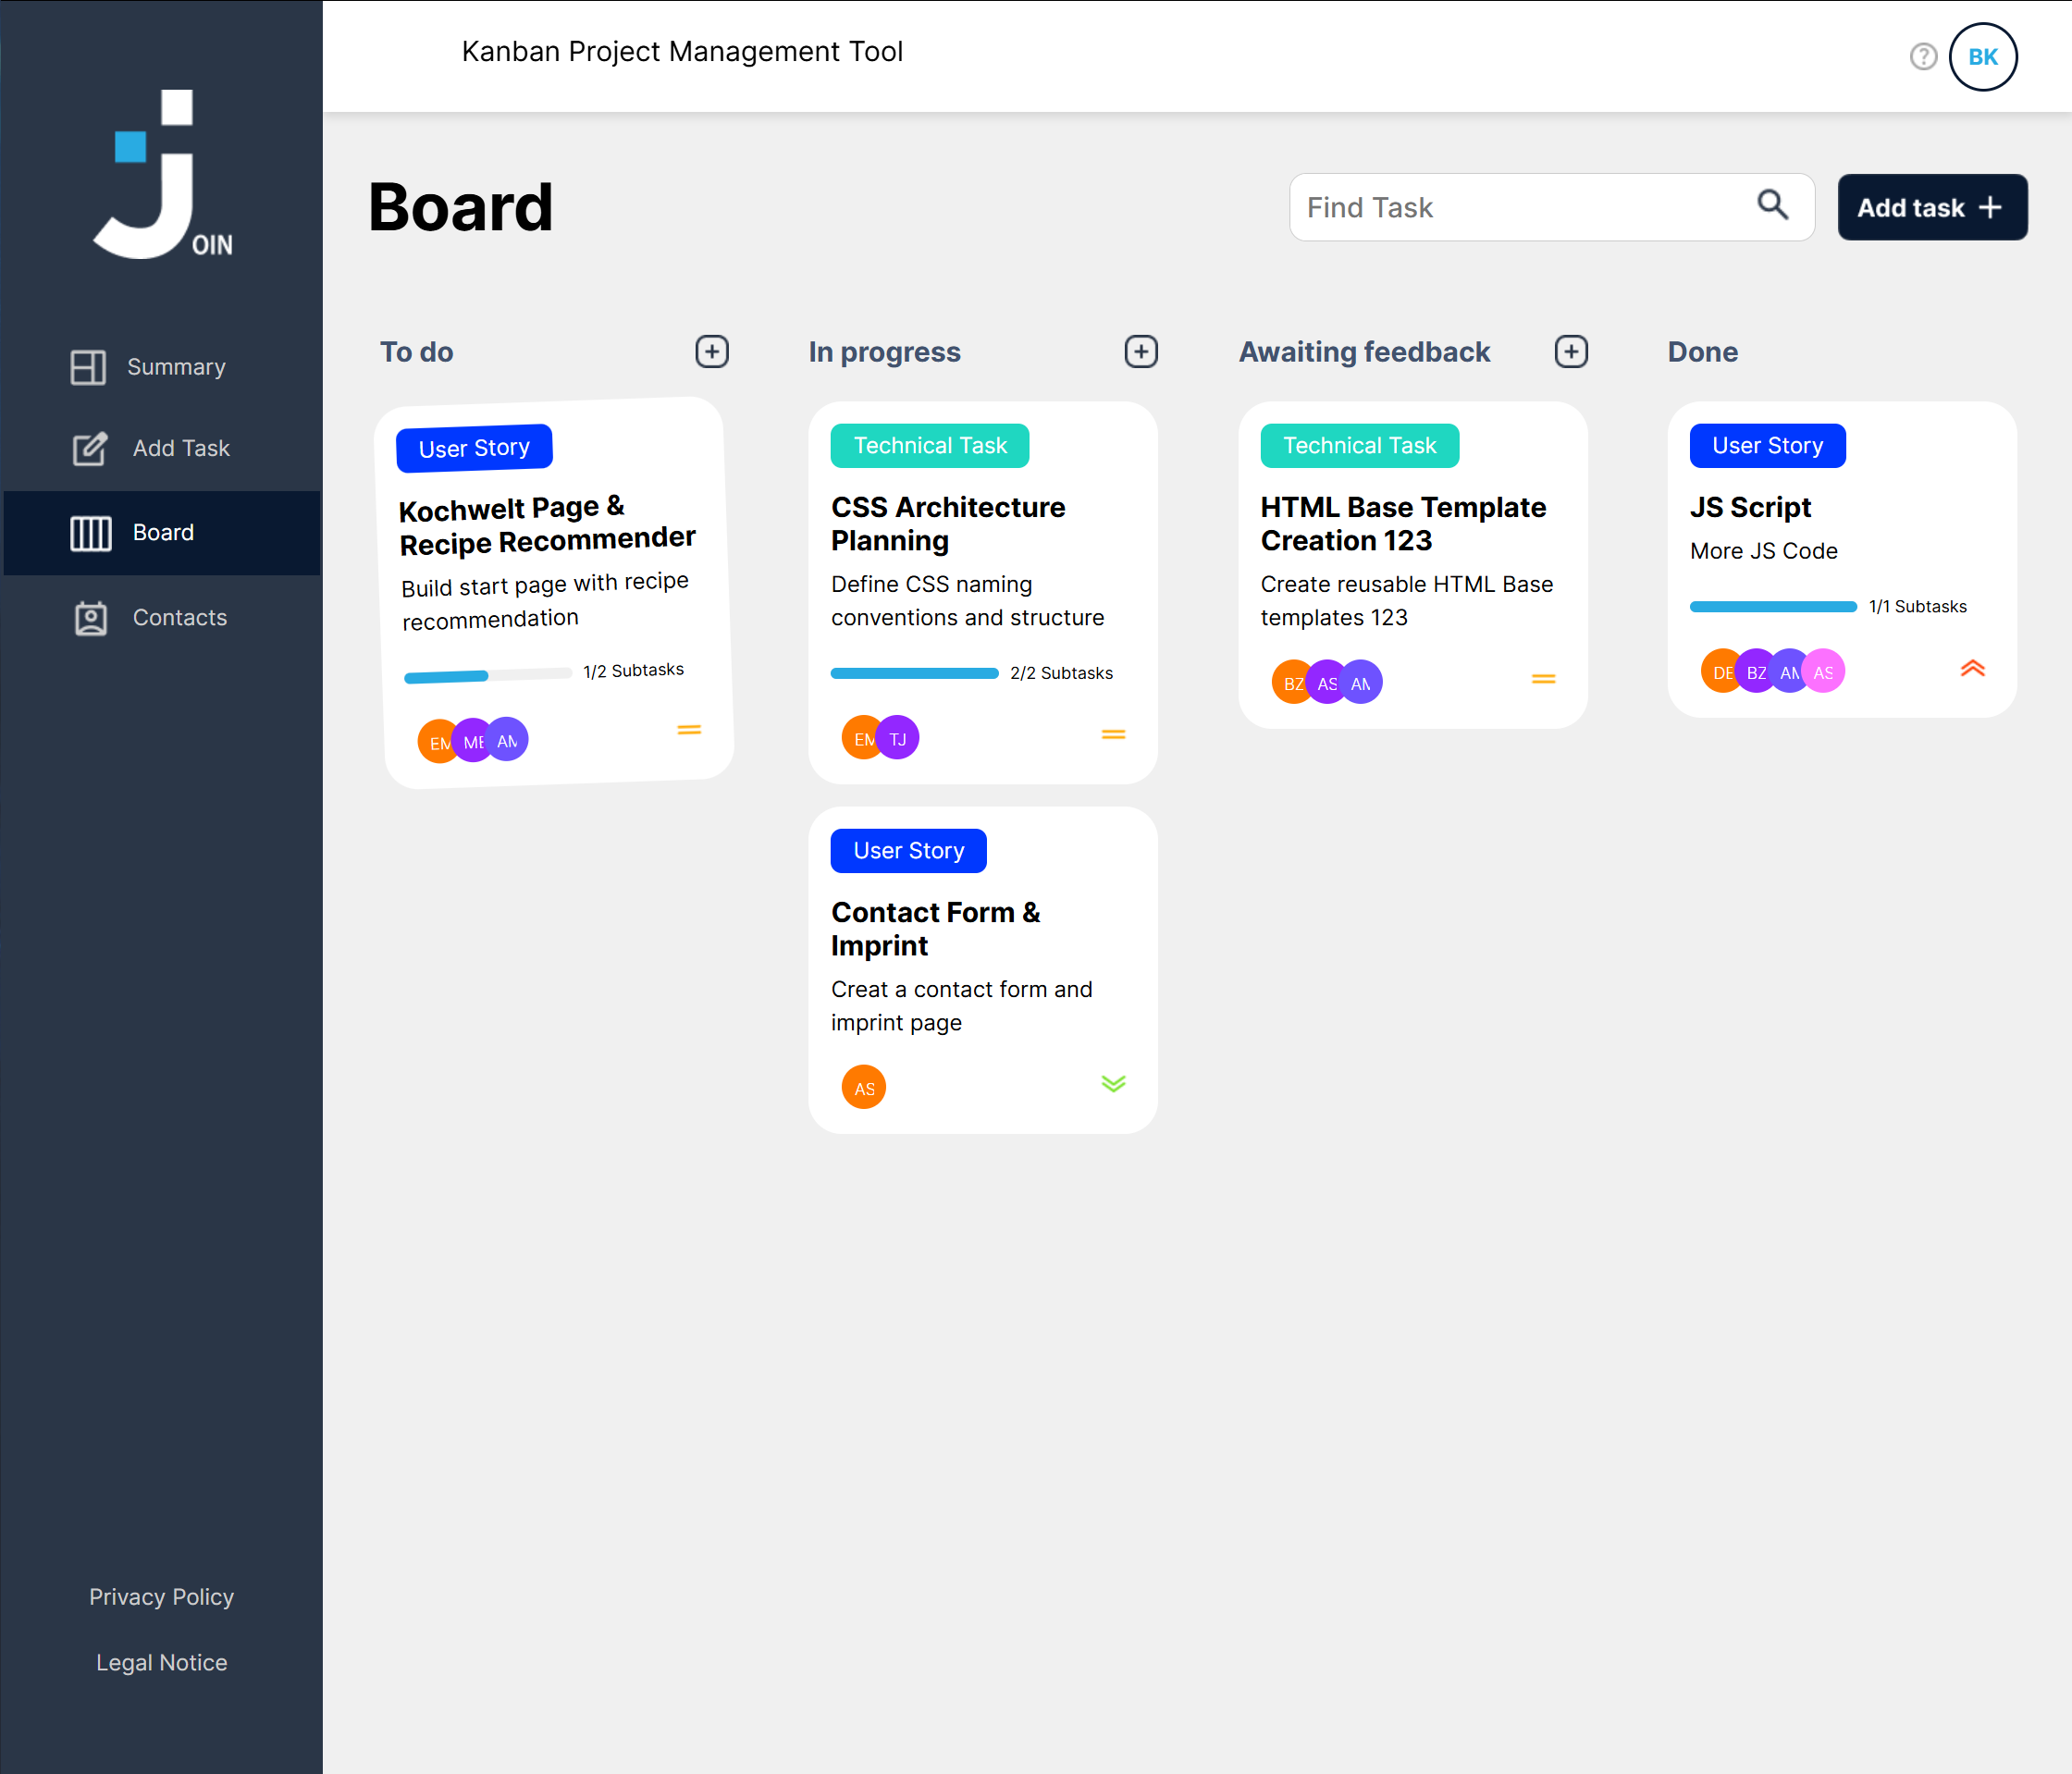 Kanban Project Management Tool
BK
OIN
Summary
Add Task
Board
Contacts
Privacy Policy
Legal Notice
Board
Find Task
Add task
To do
User Story
Kochwelt Page &
Recipe Recommender
Build start page with recipe
recommendation
1/2 Subtasks
EM
AM
In progress
Technical Task
CSS Architecture
Planning
Define CSS naming
conventions and structure
2/2 Subtasks
EM
TJ
User Story
Contact Form &
Imprint
Creat a contact form and
imprint page
AS
Awaiting feedback
Technical Task
HTML Base Template
Creation 123
Create reusable HTML Base
templates 123
BZ
AS
AM
Done
User Story
JS Script
More JS Code
1/1 Subtasks
DE
BZ
AM
AS